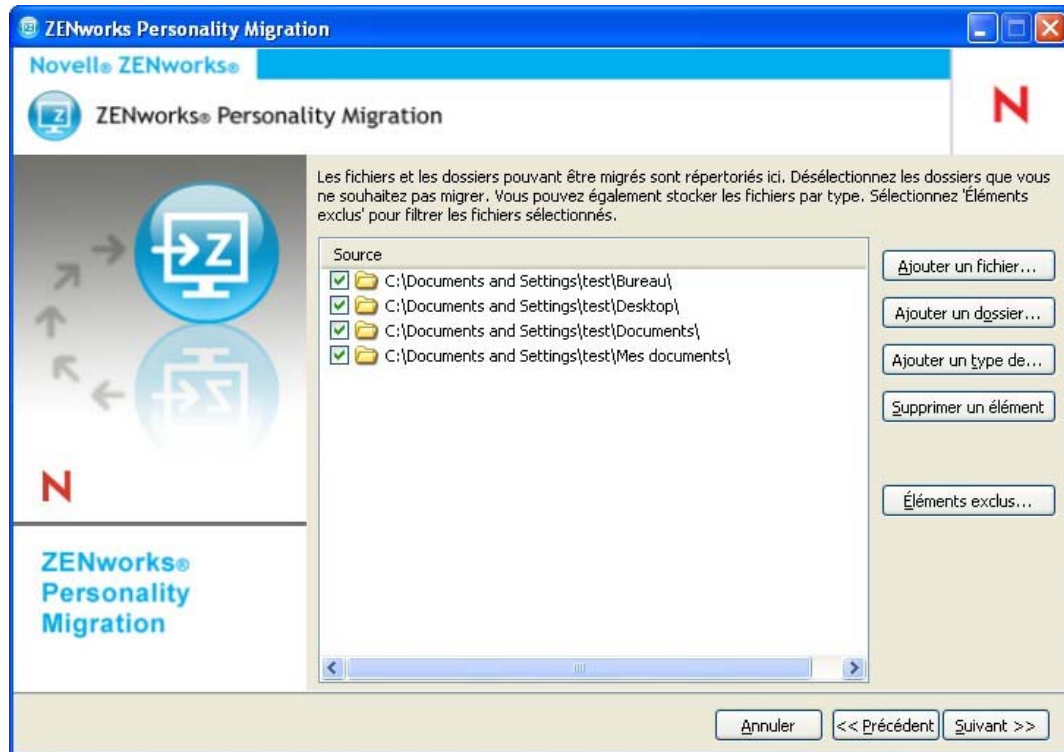 ZENworks Personality Migration
Novell® ZENworks®
ZENworks® Personality Migration
N
Les fichiers et les dossiers pouvant être migrés sont répertoriés ici. Désélectionnez les dossiers que vous
ne souhaitez pas migrer. Vous pouvez également stocker les fichiers par type. Sélectionnez 'Éléments
exclus' pour filtrer les fichiers sélectionnés.
Source
C:\Documents and Settings\test\Bureau\
C:\Documents and Settings\test\Desktop\
C:\Documents and Settings\test\Documents\
C:\Documents and Settings\test\Mes documents\
Ajouter un fichier...
Ajouter un dossier...
Ajouter un type de...
Supprimer un élément
Éléments exclus...
Z
N
ZENworks®
Personality
Migration
Annuler
<< Précédent
Suivant >>